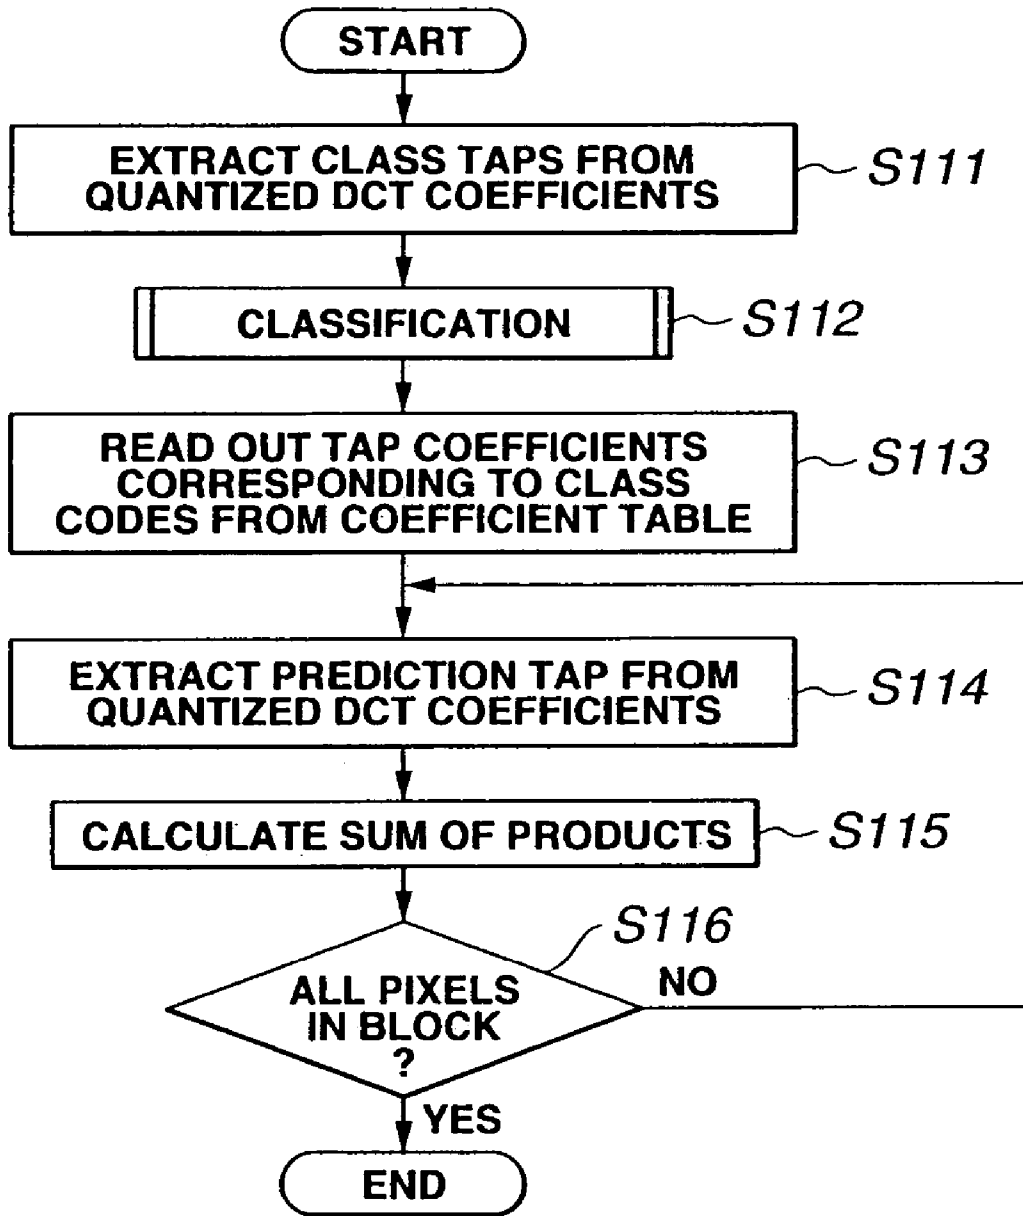 START
EXTRACT CLASS TAPS FROM
QUANTIZED DCT COEFFICIENTS
S111
CLASSIFICATION
S112
READ OUT TAP COEFFICIENTS
CORRESPONDING TO CLASS
CODES FROM COEFFICIENT TABLE
S113
EXTRACT PREDICTION TAP FROM
QUANTIZED DCT COEFFICIENTS
S114
CALCULATE SUM OF PRODUCTS
S115
S116
ALL PIXELS
IN BLOCK
?
NO
YES
END